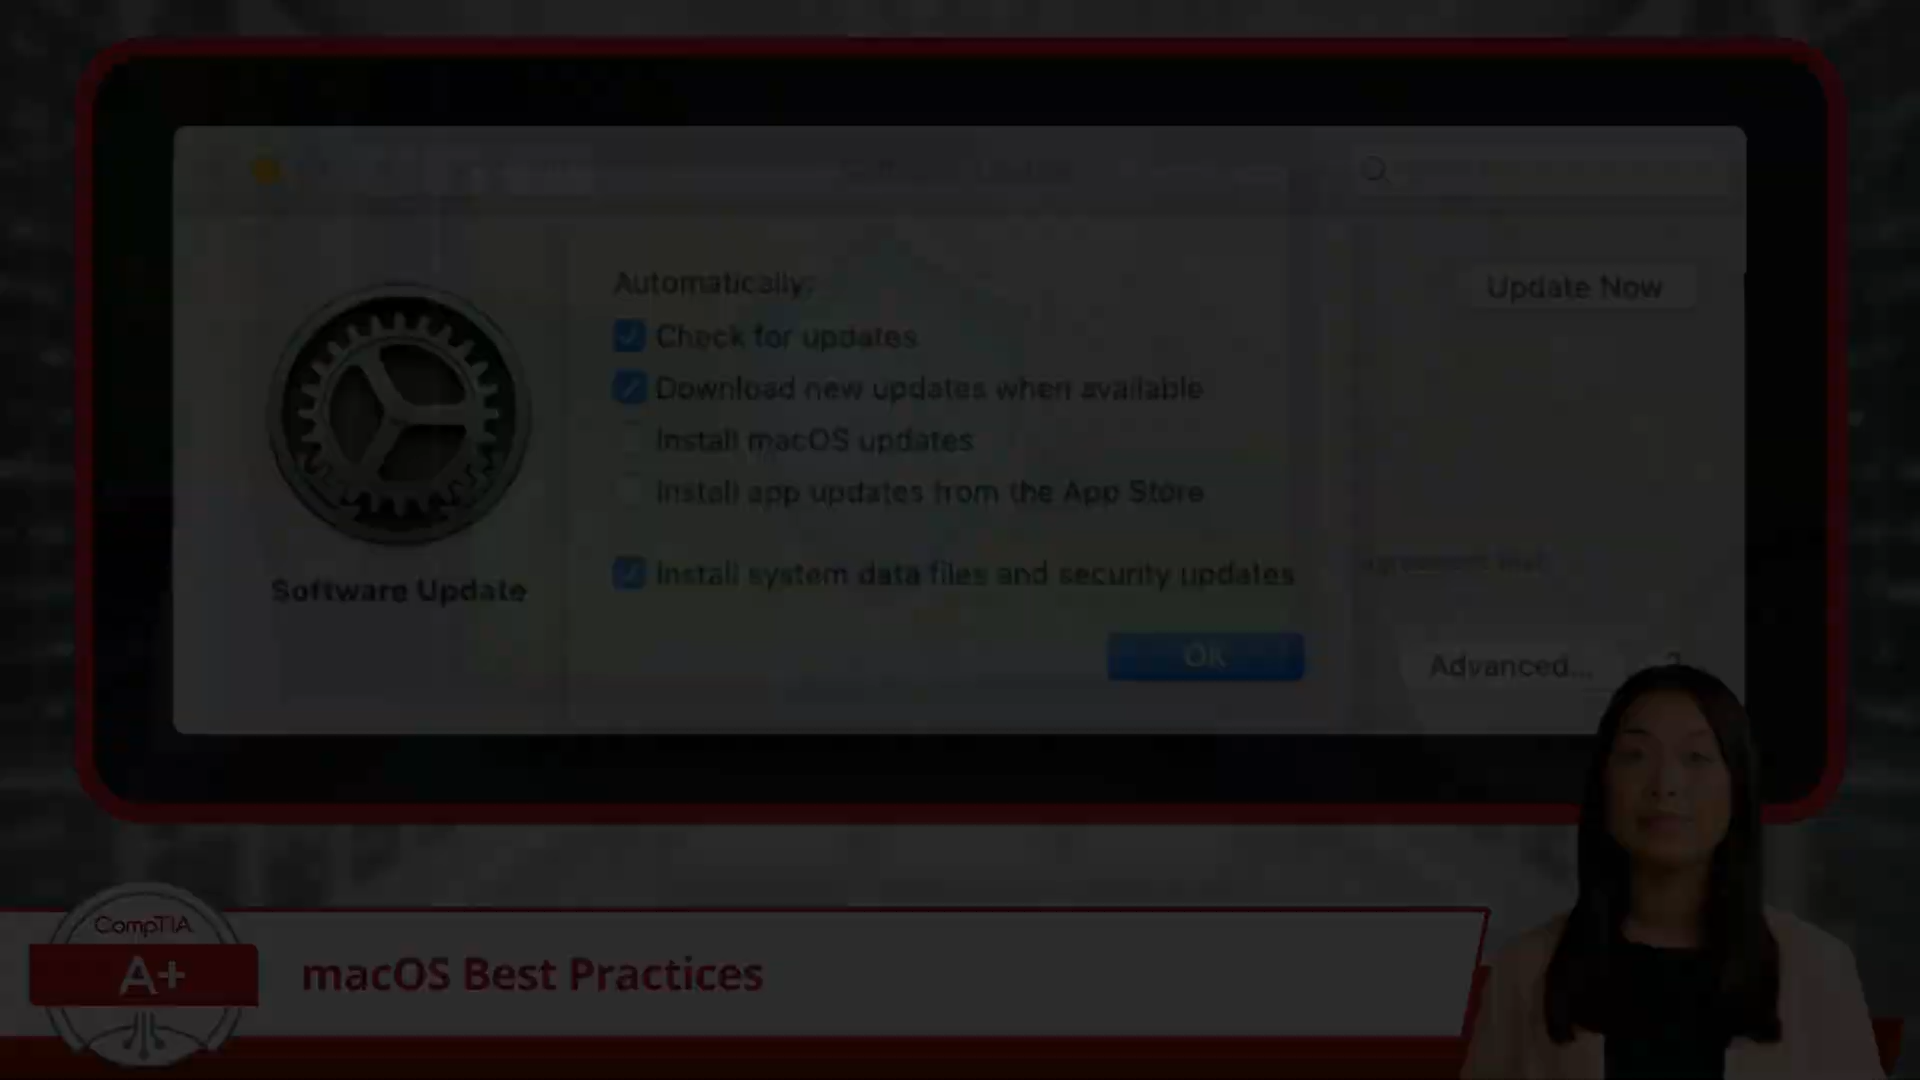 Automatically:
Update Now
Check for updates
Download new updates when available
Install macOS updates
Install app updates from the App Store
Install system data files and security updates
Software Update
OK
Advanced...
?
CompTIA
A+
macOS Best Practices